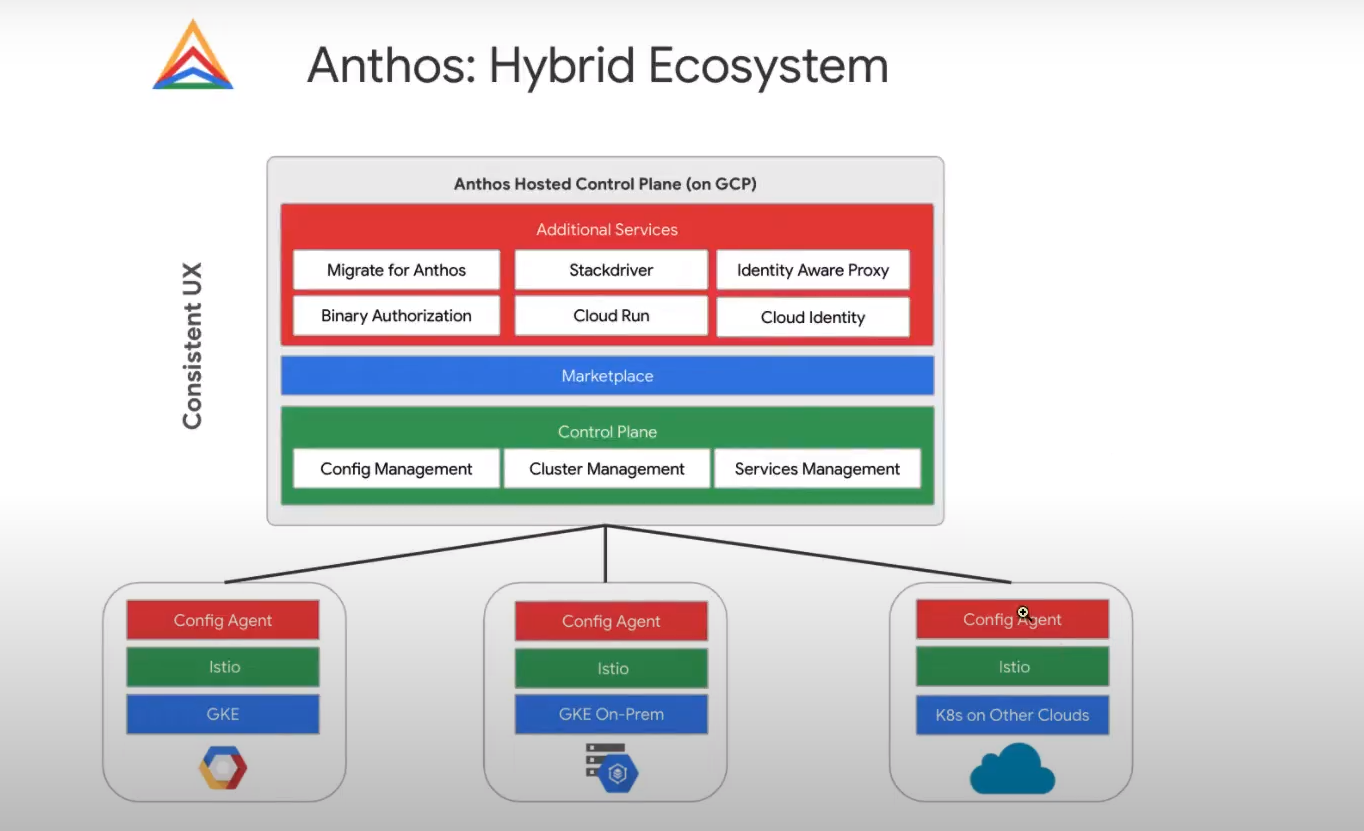 Anthos: Hybrid Ecosystem
Consistent UX
Anthos Hosted Control Plane (on GCP)
Additional Services
Migrate for Anthos
Stackdriver
Identity Aware Proxy
Binary Authorization
Cloud Run
Cloud Identity
Marketplace
Control Plane
Config Management
Cluster Management
Services Management
Config Agent
Istio
GKE
Config Agent
Istio
GKE On-Prem
Config Agent
Istio
K8s on Other Clouds